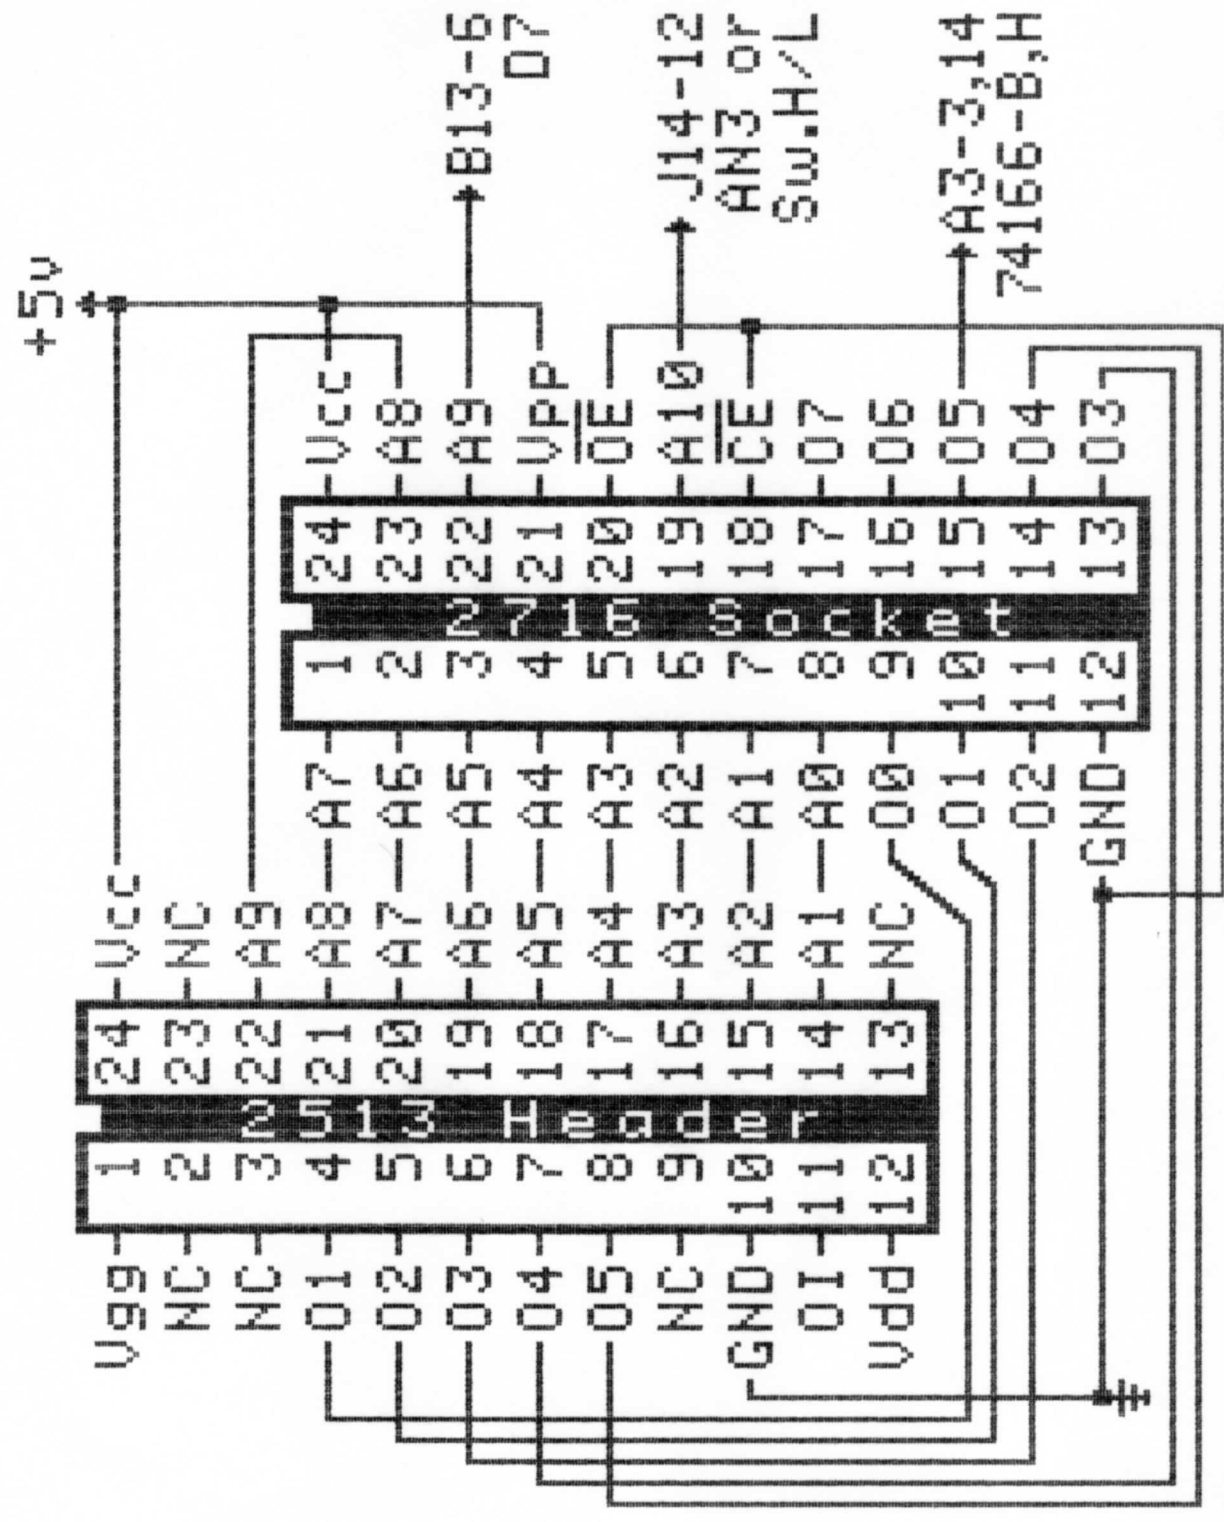 +5v
Vgg 1 24 Vcc
NC 2 23 NC
NC 3 22 A9
O1 4 21 A8 A7 1 24 Vcc
O2 5 20 A7 A6 2 23 A8
O3 6 19 A6 A5 3 22 A9 B13-6
D7
O4 7 18 A5 A4 4 21 Vpp
O5 8 17 A4 A3 5 20 OE
NC 9 16 A3 A2 6 19 A10 J14-12
AN3 or
GND 10 15 A2 A1 7 18 CE
Sw.H/L
OI 11 14 A1 A0 8 17 O7
Vdd 12 13 NC O0 9 16 O6
O1 10 15 O5 A3-3,14
74166-B,H
O2 11 14 O4
GND 12 13 O3
2513 Header
2716 Socket